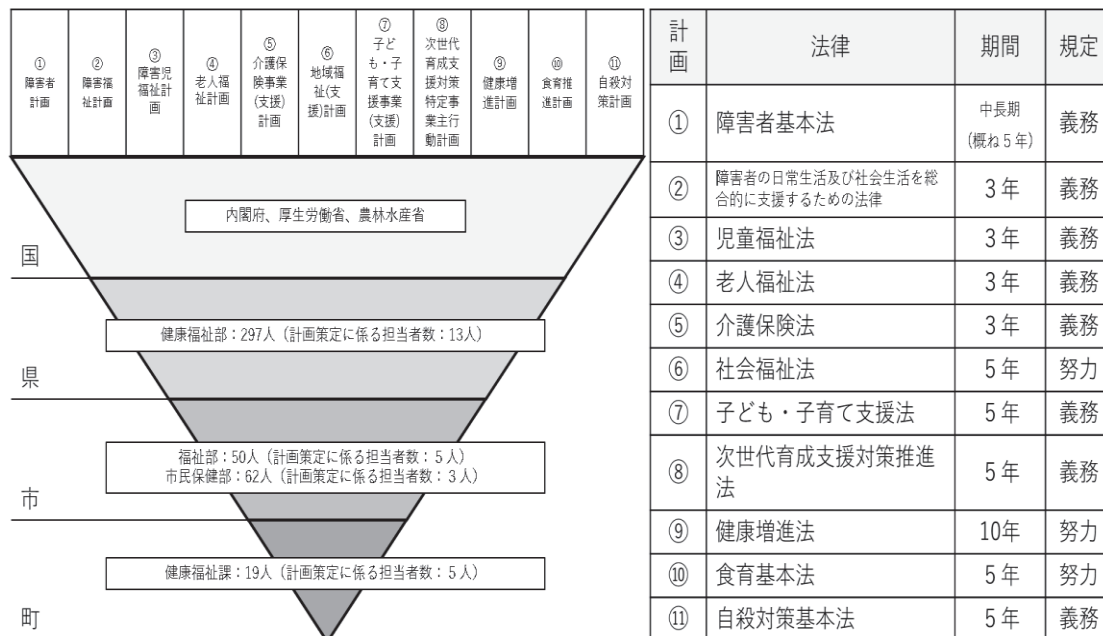 ①
障害者
計画
②
障害福
祉計画
③
障害児
福祉計
画
④
老人福
祉計画
⑤
介護保
険事業
(支援)
計画
⑥
地域福
祉(支
援)計画
⑦
子ど
も・子
育て支
援事業
(支援)
計画
⑧
次世代
育成支
援対策
特定事
業主行
動計画
⑨
健康増
進計画
⑩
食育推
進計画
⑪
自殺対
策計画
内閣府、厚生労働省、農林水産省
国
健康福祉部：297人（計画策定に係る担当者数：13人）
県
福祉部：50人（計画策定に係る担当者数：５人）
市民保健部：62人（計画策定に係る担当者数：３人）
市
健康福祉課：19人（計画策定に係る担当者数：５人）
町
計画 法律 期間 規定
① 障害者基本法 中長期 (概ね５年) 義務
② 障害者の日常生活及び社会生活を総
合的に支援するための法律 ３年 義務
③ 児童福祉法 ３年 義務
④ 老人福祉法 ３年 義務
⑤ 介護保険法 ３年 義務
⑥ 社会福祉法 ５年 努力
⑦ 子ども・子育て支援法 ５年 義務
⑧ 次世代育成支援対策推進
法 ５年 義務
⑨ 健康増進法 10年 努力
⑩ 食育基本法 ５年 努力
⑪ 自殺対策基本法 ５年 義務